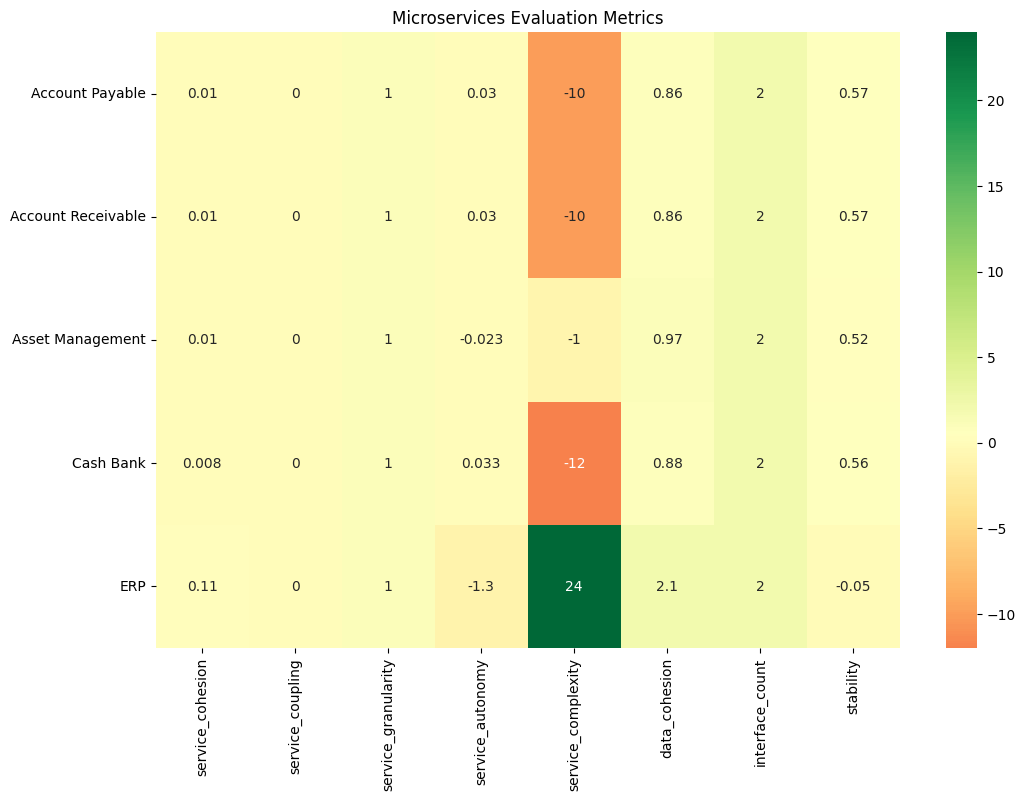 Microservices Evaluation Metrics
Account Payable 0.01 0 1 0.03 -10 0.86 2 0.57
Account Receivable 0.01 0 1 0.03 -10 0.86 2 0.57
Asset Management 0.01 0 1 -0.023 -1 0.97 2 0.52
Cash Bank 0.008 0 1 0.033 -12 0.88 2 0.56
ERP 0.11 0 1 -1.3 24 2.1 2 -0.05
service_cohesion
service_coupling
service_granularity
service_autonomy
service_complexity
data_cohesion
interface_count
stability
20
15
10
5
0
−5
−10